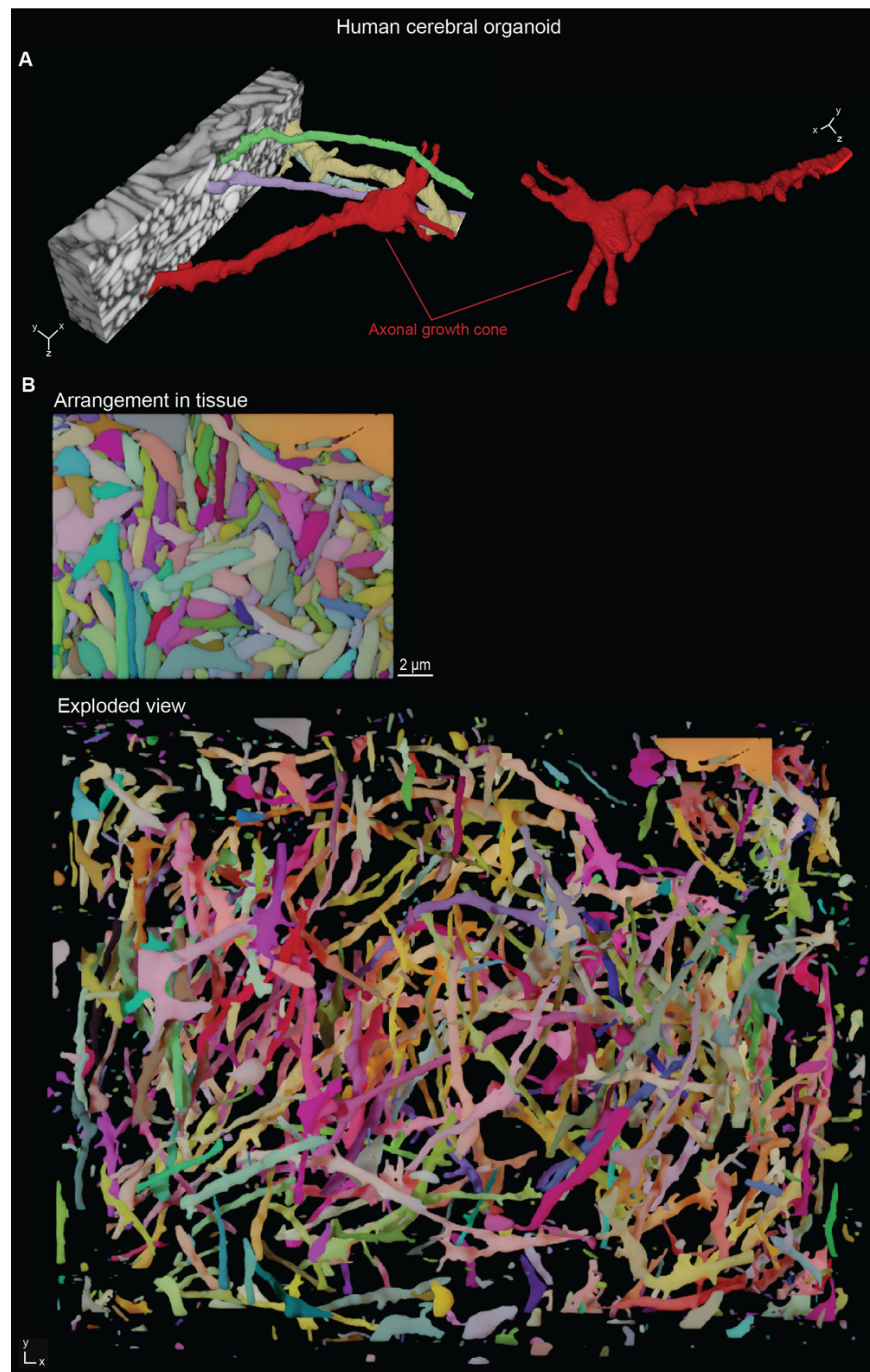 Human cerebral organoid
A
y
x
z
y
x
z
Axonal growth cone
B
Arrangement in tissue
2 µm
Exploded view
y
x